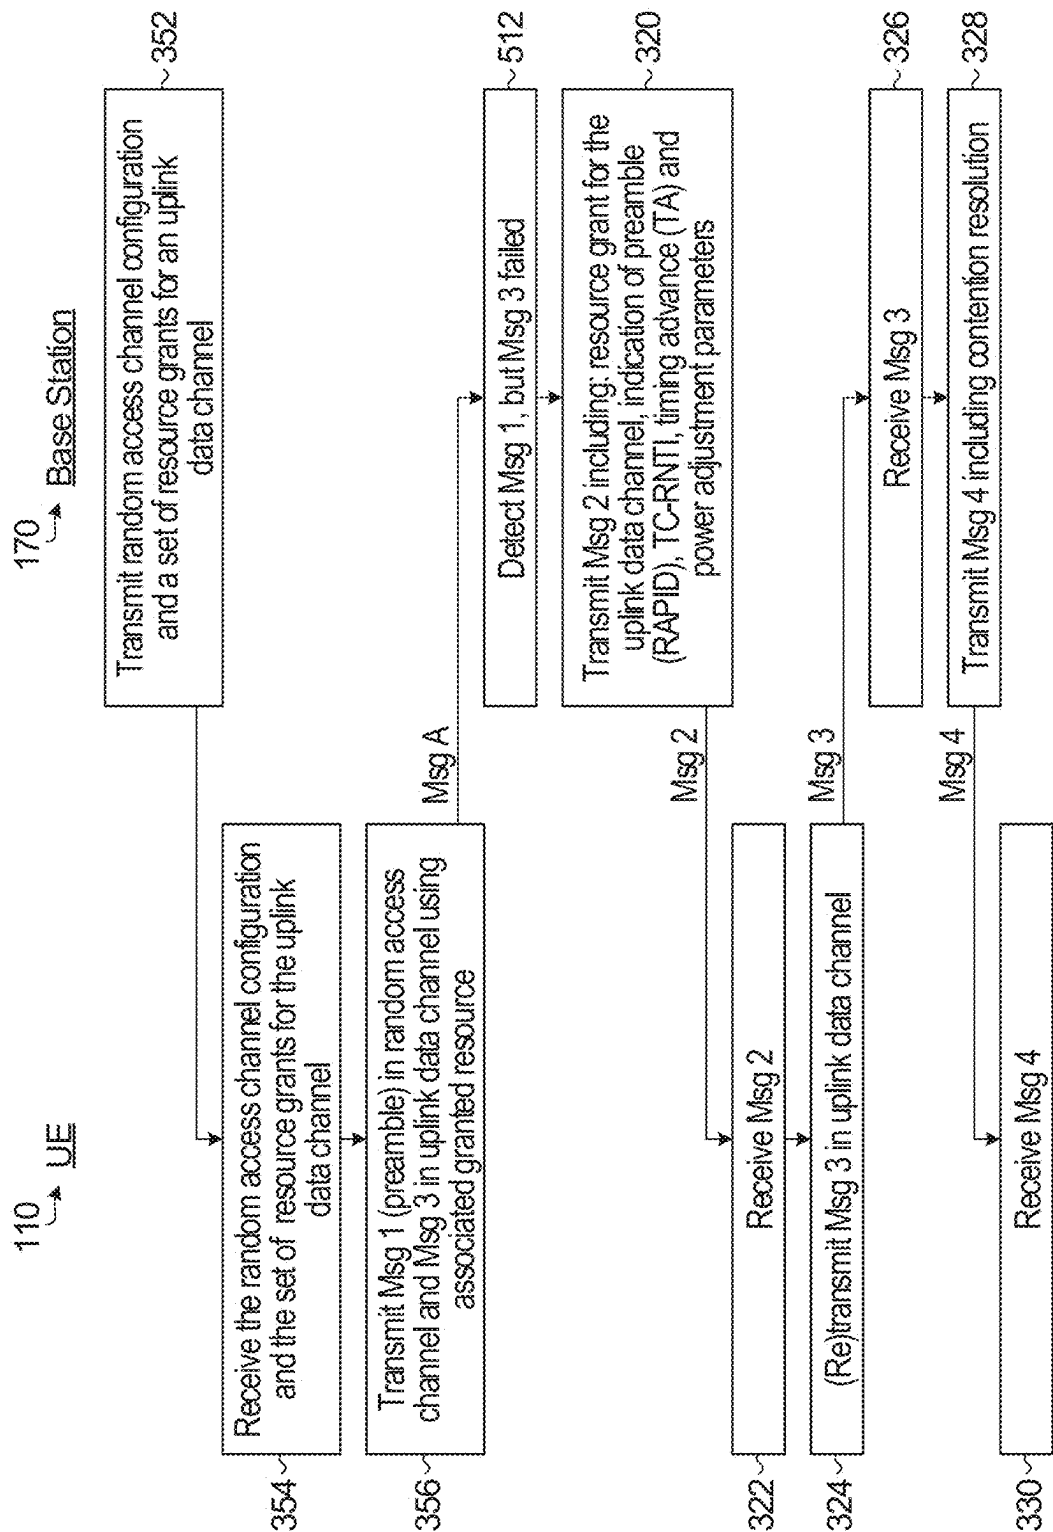 110
UE
170
Base Station
Transmit random access channel configuration
and a set of resource grants for an uplink
data channel
352
Receive the random access channel configuration
and the set of resource grants for the uplink
data channel
354
Transmit Msg 1 (preamble) in random access
channel and Msg 3 in uplink data channel using
associated granted resource
356
Msg A
Detect Msg 1, but Msg 3 failed
512
Transmit Msg 2 including: resource grant for the
uplink data channel, indication of preamble
(RAPID), TC-RNTI, timing advance (TA) and
power adjustment parameters
320
Msg 2
Receive Msg 2
322
(Re)transmit Msg 3 in uplink data channel
324
Msg 3
Receive Msg 3
326
Transmit Msg 4 including contention resolution
328
Msg 4
Receive Msg 4
330